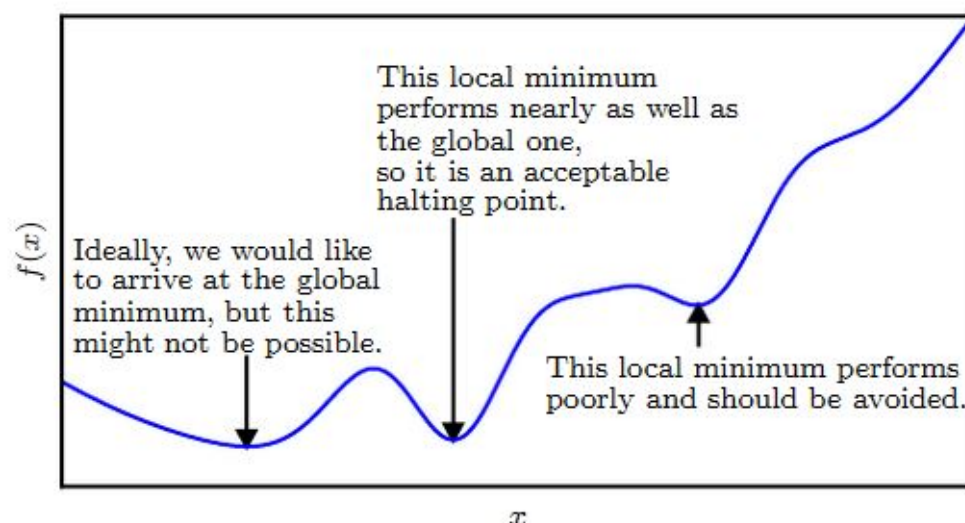 This local minimum
performs nearly as well as
the global one,
so it is an acceptable
halting point.
Ideally, we would like
to arrive at the global
minimum, but this
might not be possible.
This local minimum performs
poorly and should be avoided.
f(x)
x